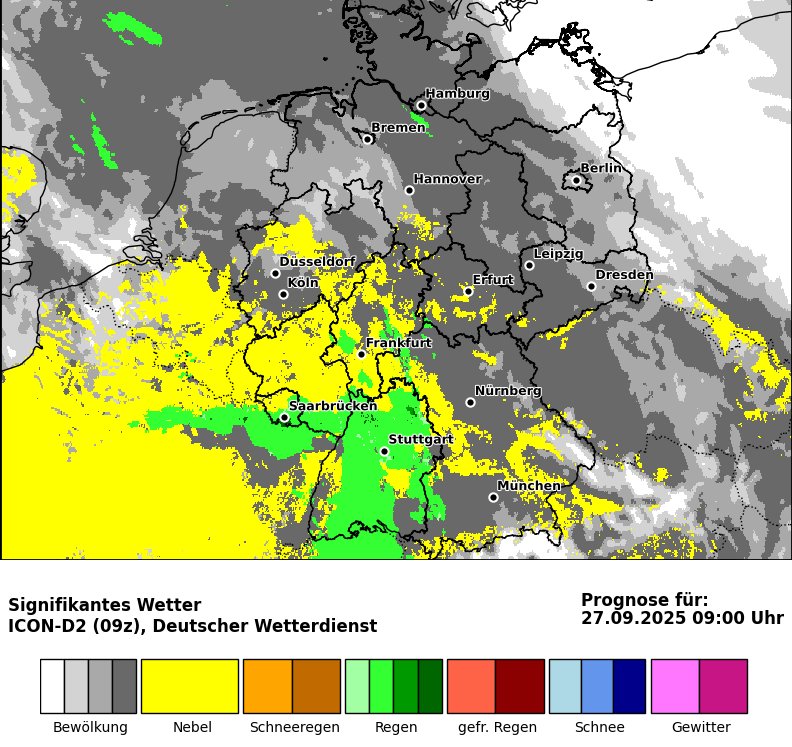 Hamburg
Bremen
Hannover
Berlin
Düsseldorf
Köln
Leipzig
Dresden
Erfurt
Frankfurt
Nürnberg
Saarbrücken
Stuttgart
München
Signifikantes Wetter
ICON-D2 (09z), Deutscher Wetterdienst
Prognose für:
27.09.2025 09:00 Uhr
Bewölkung Nebel Schneeregen Regen gefr. Regen Schnee Gewitter